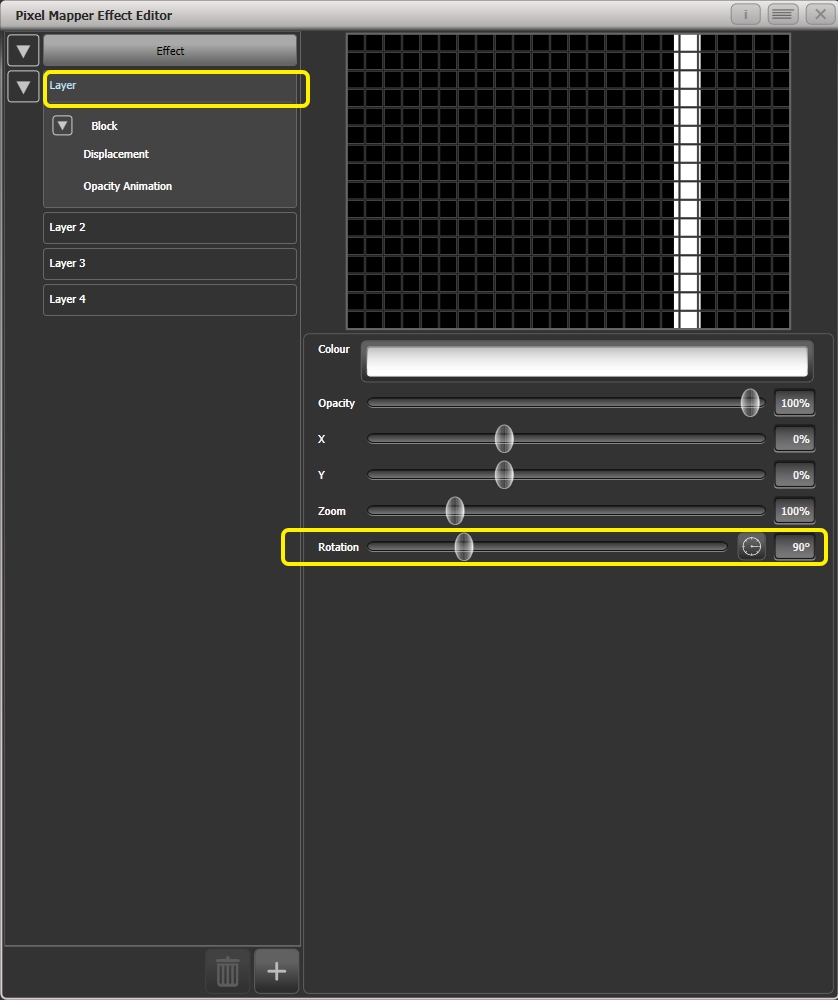 Pixel Mapper Effect Editor
i
Effect
Layer
Block
Displacement
Opacity Animation
Layer 2
Layer 3
Layer 4
Colour
Opacity 100%
X 0%
Y 0%
Zoom 100%
Rotation 90°